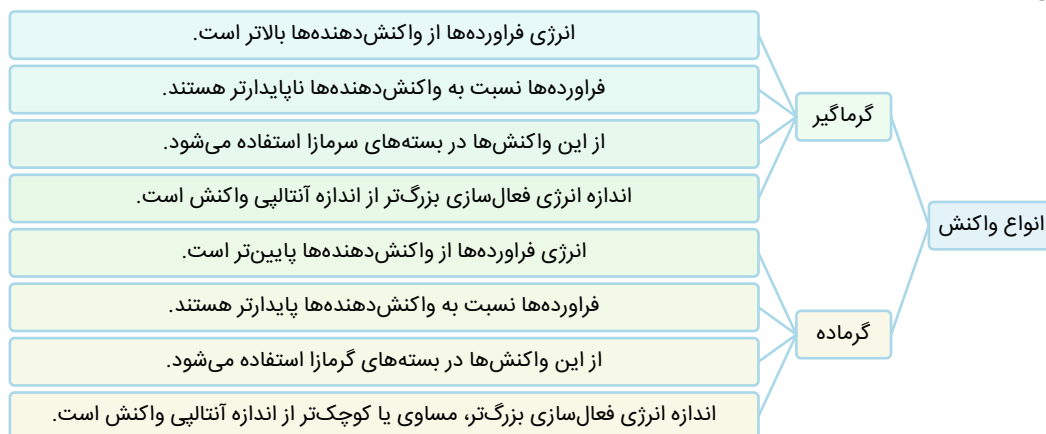 انواع واکنش
گرماگیر
انرژی فراورده‌ها از واکنش‌دهنده‌ها بالاتر است.
فراورده‌ها نسبت به واکنش‌دهنده‌ها ناپایدارتر هستند.
از این واکنش‌ها در بسته‌های سرمازا استفاده می‌شود.
اندازه انرژی فعال‌سازی بزرگ‌تر از اندازه آنتالپی واکنش است.
گرماده
انرژی فراورده‌ها از واکنش‌دهنده‌ها پایین‌تر است.
فراورده‌ها نسبت به واکنش‌دهنده‌ها پایدارتر هستند.
از این واکنش‌ها در بسته‌های گرمازا استفاده می‌شود.
اندازه انرژی فعال‌سازی بزرگ‌تر، مساوی یا کوچک‌تر از اندازه آنتالپی واکنش است.